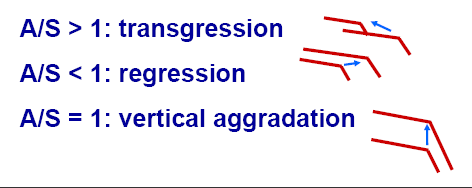 A/S > 1: transgression
A/S < 1: regression
A/S = 1: vertical aggradation